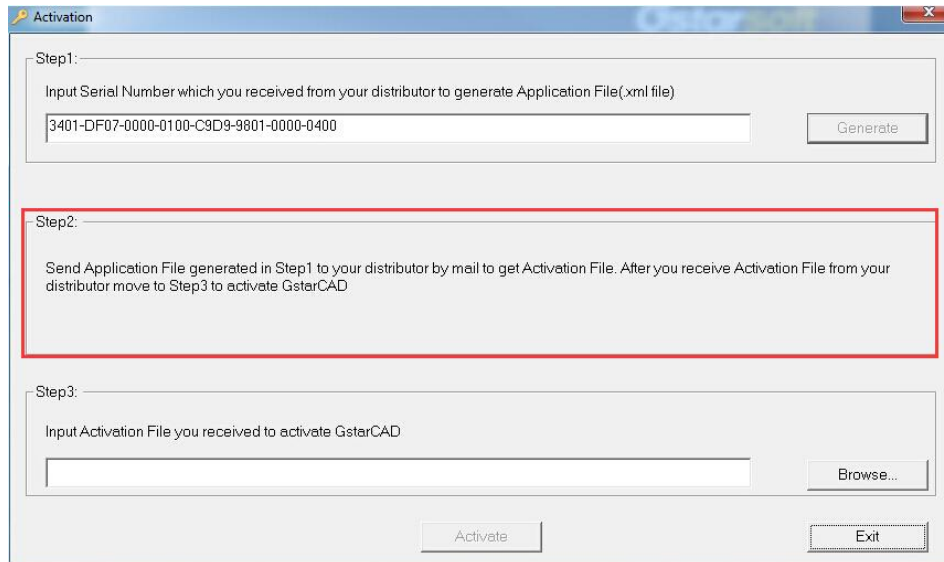 Activation
Gstarsoft
Step1:
Input Serial Number which you received from your distributor to generate Application File(.xml file)
3401-DF07-0000-0100-C9D9-9801-0000-0400
Generate
Step2:
Send Application File generated in Step1 to your distributor by mail to get Activation File. After you receive Activation File from your
distributor move to Step3 to activate GstarCAD
Step3:
Input Activation File you received to activate GstarCAD
Browse...
Activate
Exit